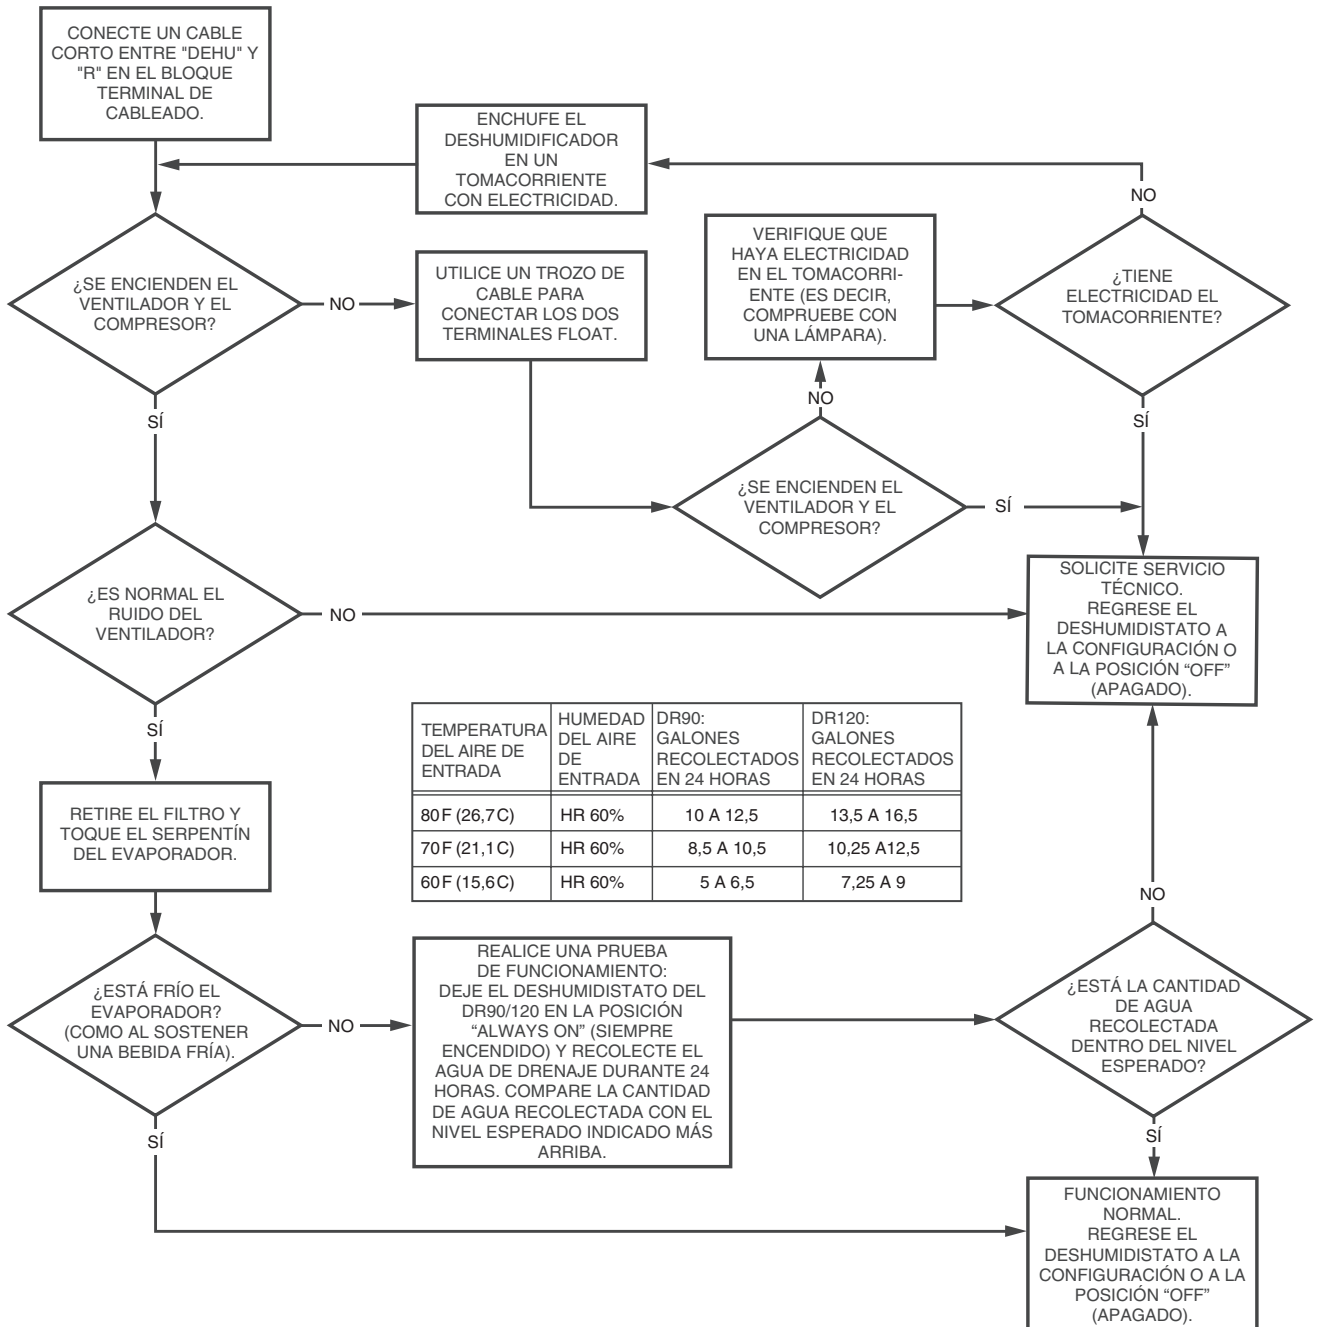 CONECTE UN CABLE
CORTO ENTRE "DEHU" Y
"R" EN EL BLOQUE
TERMINAL DE
CABLEADO.
ENCHUFE EL
DESHUMIDIFICADOR
EN UN
TOMACORRIENTE
CON ELECTRICIDAD.
NO
¿SE ENCIENDEN EL
VENTILADOR Y EL
COMPRESOR?
NO
UTILICE UN TROZO DE
CABLE PARA
CONECTAR LOS DOS
TERMINALES FLOAT.
VERIFIQUE QUE
HAYA ELECTRICIDAD
EN EL TOMACORRI-
ENTE (ES DECIR,
COMPRUEBE CON
UNA LÁMPARA).
¿TIENE
ELECTRICIDAD EL
TOMACORRIENTE?
NO
SÍ
SÍ
¿SE ENCIENDEN EL
VENTILADOR Y EL
COMPRESOR?
SÍ
¿ES NORMAL EL
RUIDO DEL
VENTILADOR?
NO
SOLICITE SERVICIO
TÉCNICO.
REGRESE EL
DESHUMIDISTATO A
LA CONFIGURACIÓN O
A LA POSICIÓN “OFF”
(APAGADO).
SÍ
TEMPERATURA
DEL AIRE DE
ENTRADA
HUMEDAD
DEL AIRE
DE
ENTRADA
DR90:
GALONES
RECOLECTADOS
EN 24 HORAS
DR120:
GALONES
RECOLECTADOS
EN 24 HORAS
80F (26,7C) HR 60% 10 A 12,5 13,5 A 16,5
70F (21,1C) HR 60% 8,5 A 10,5 10,25 A12,5
60F (15,6C) HR 60% 5 A 6,5 7,25 A 9
RETIRE EL FILTRO Y
TOQUE EL SERPENTÍN
DEL EVAPORADOR.
NO
¿ESTÁ FRÍO EL
EVAPORADOR?
(COMO AL SOSTENER
UNA BEBIDA FRÍA).
NO
REALICE UNA PRUEBA
DE FUNCIONAMIENTO:
DEJE EL DESHUMIDISTATO DEL
DR90/120 EN LA POSICIÓN
“ALWAYS ON” (SIEMPRE
ENCENDIDO) Y RECOLECTE EL
AGUA DE DRENAJE DURANTE 24
HORAS. COMPARE LA CANTIDAD
DE AGUA RECOLECTADA CON EL
NIVEL ESPERADO INDICADO MÁS
ARRIBA.
¿ESTÁ LA CANTIDAD
DE AGUA
RECOLECTADA
DENTRO DEL NIVEL
ESPERADO?
SÍ
SÍ
FUNCIONAMIENTO
NORMAL.
REGRESE EL
DESHUMIDISTATO A LA
CONFIGURACIÓN O A LA
POSICIÓN “OFF”
(APAGADO).